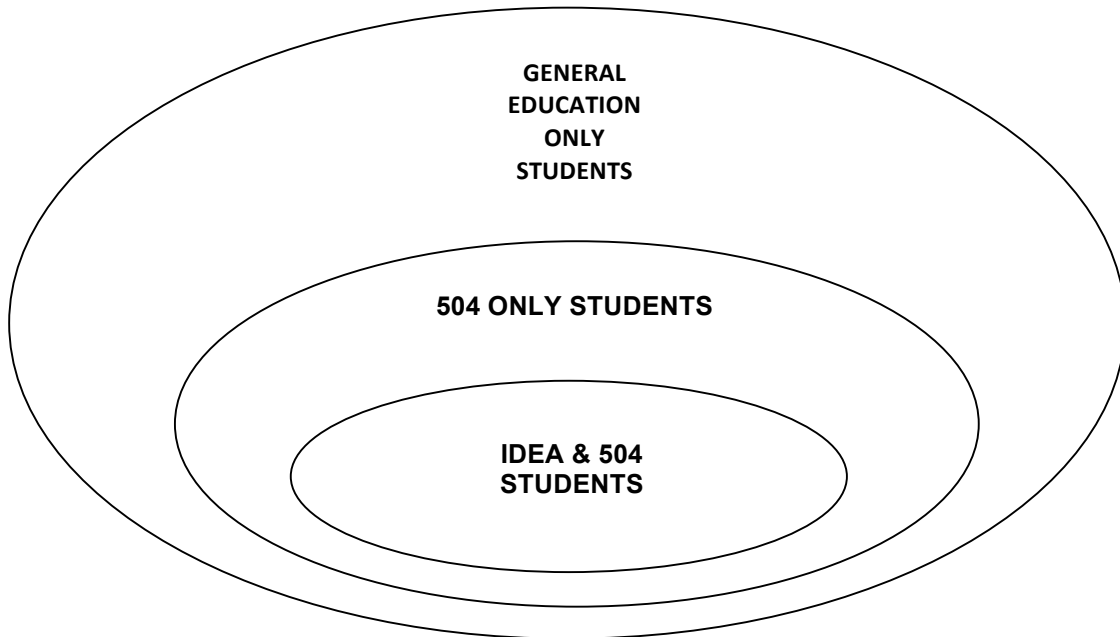 GENERAL
EDUCATION
ONLY
STUDENTS
504 ONLY STUDENTS
IDEA & 504
STUDENTS